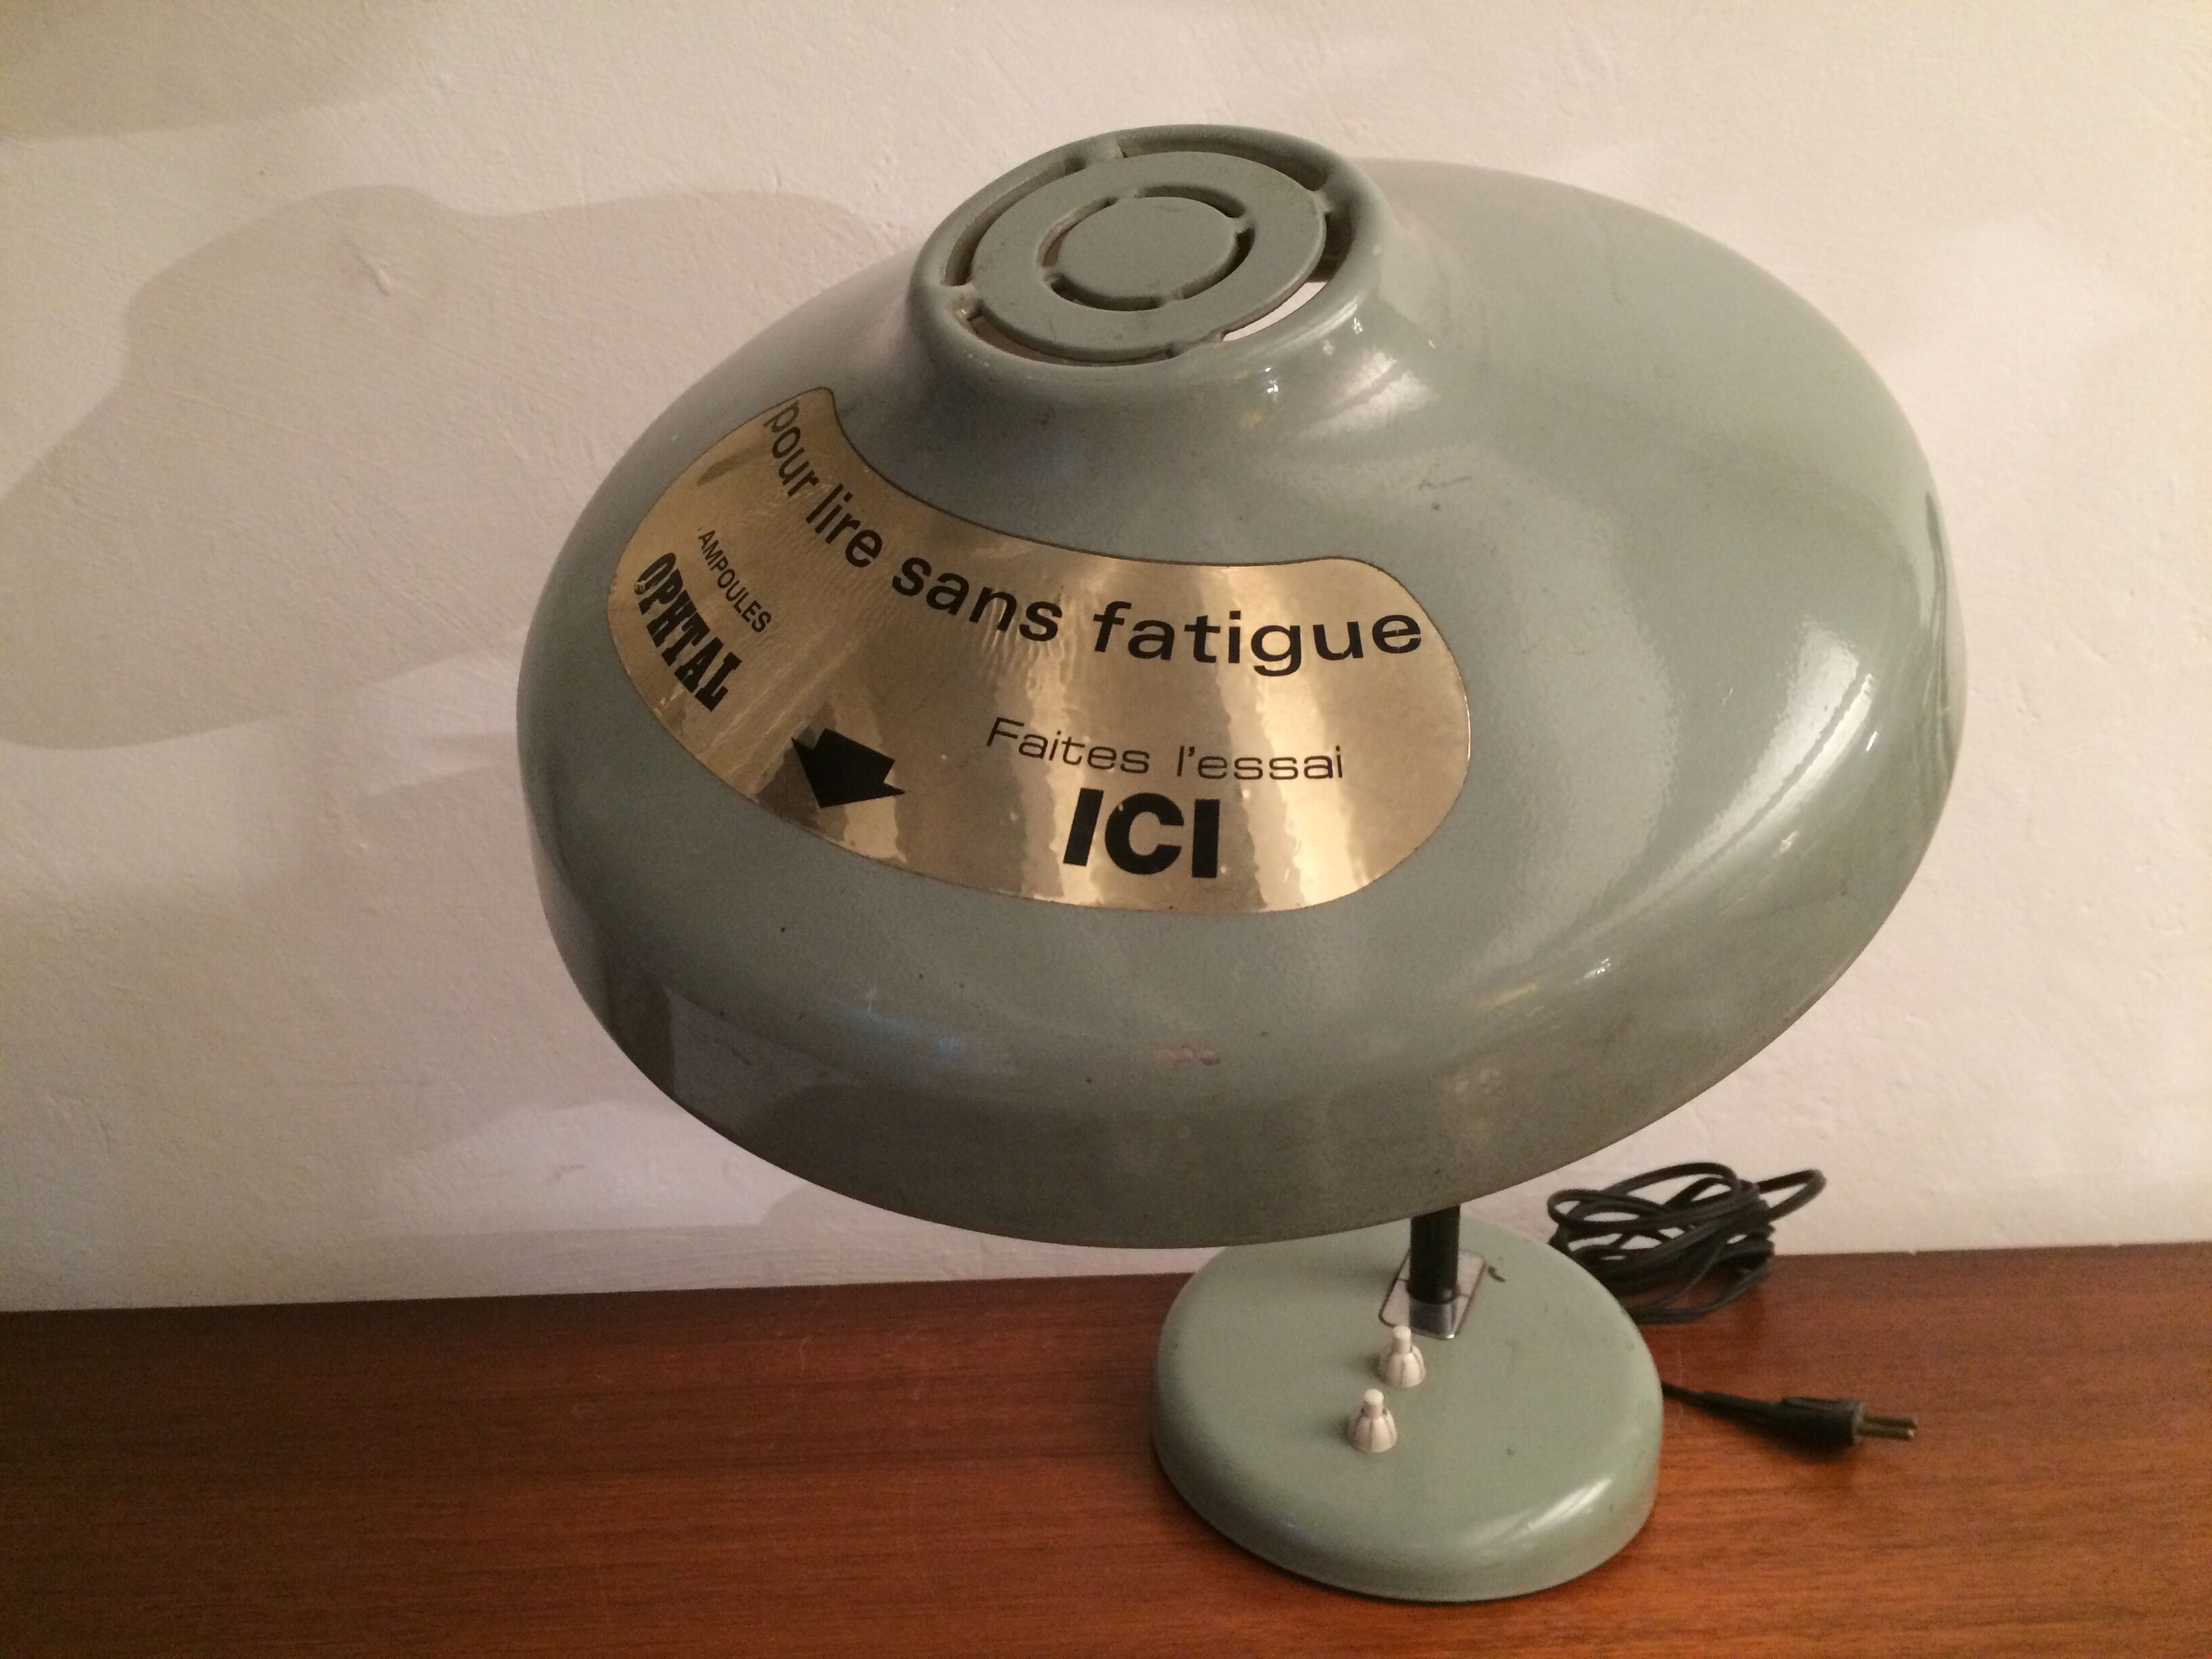 pour lire sans fatigue
AMPOULES
OPHTAL
Faites l'essai
ICI